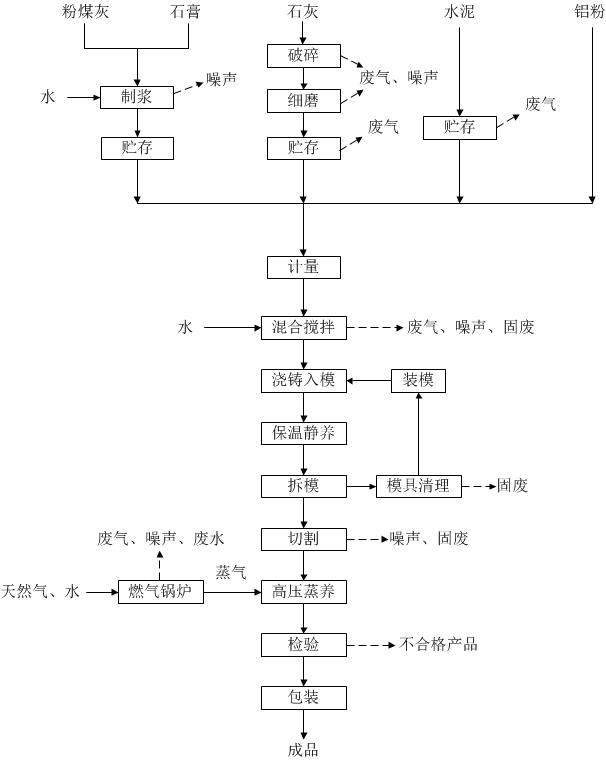 粉煤灰 石膏 石灰 水泥 铝粉
破碎
废气、噪声
噪声
水 制浆 细磨
废气
废气
贮存 贮存 贮存
计量
水 混合搅拌 废气、噪声、固废
浇铸入模 装模
保温静养
拆模 模具清理 固废
废气、噪声、废水 切割 噪声、固废
蒸气
天然气、水 燃气锅炉 高压蒸养
检验 不合格产品
包装
成品